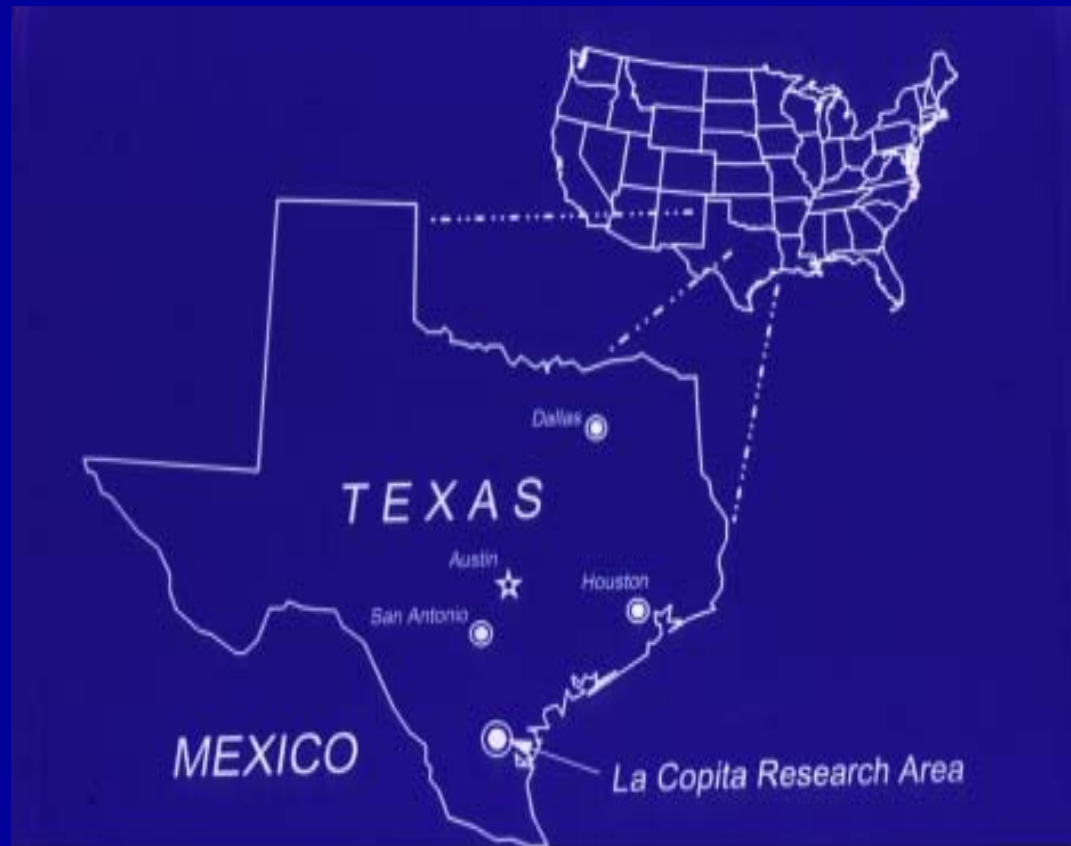 Dallas
TEXAS
Austin
Houston
San Antonio
MEXICO
La Copita Research Area